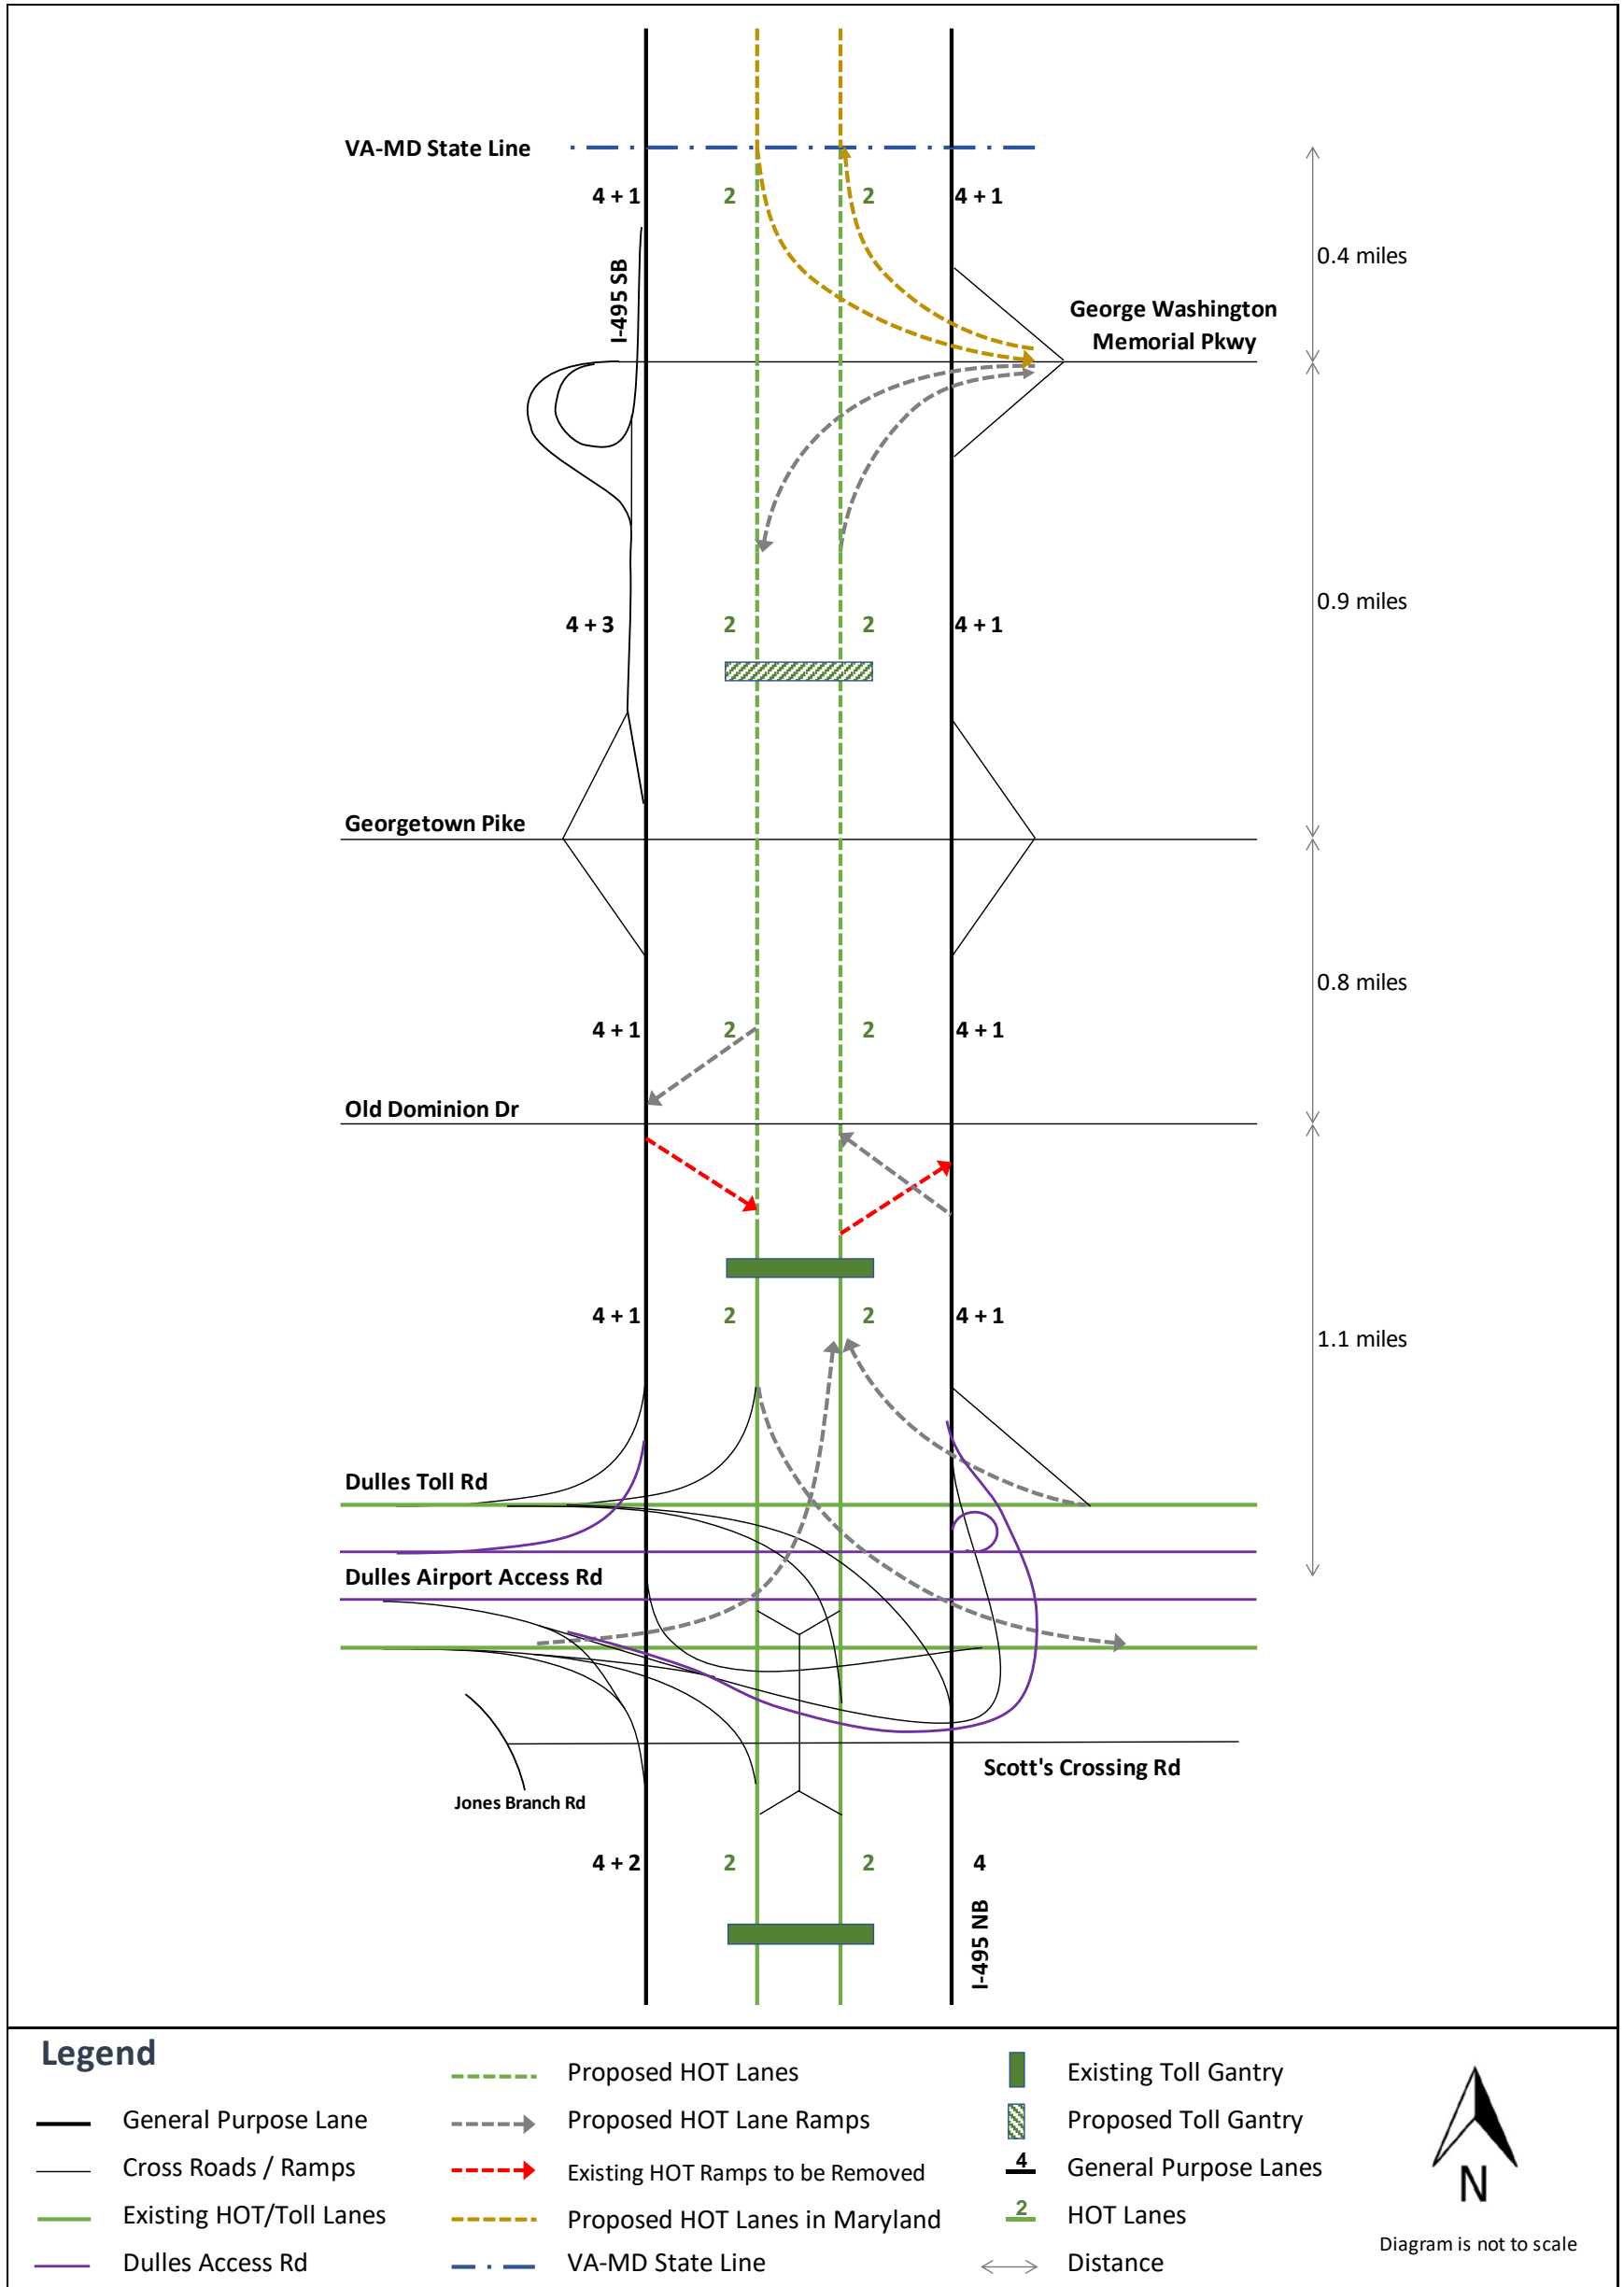 VA-MD State Line
4 + 1
2
2
4 + 1
0.4 miles
I-495 SB
George Washington
Memorial Pkwy
4 + 3
2
2
4 + 1
0.9 miles
Georgetown Pike
0.8 miles
4 + 1
2
2
4 + 1
Old Dominion Dr
4 + 1
2
2
4 + 1
1.1 miles
Dulles Toll Rd
Dulles Airport Access Rd
Scott's Crossing Rd
Jones Branch Rd
4 + 2
2
2
4
I-495 NB
Legend
General Purpose Lane
Cross Roads / Ramps
Existing HOT/Toll Lanes
Dulles Access Rd
Proposed HOT Lanes
Proposed HOT Lane Ramps
Existing HOT Ramps to be Removed
Proposed HOT Lanes in Maryland
VA-MD State Line
Existing Toll Gantry
Proposed Toll Gantry
4 General Purpose Lanes
2 HOT Lanes
Distance
N
Diagram is not to scale